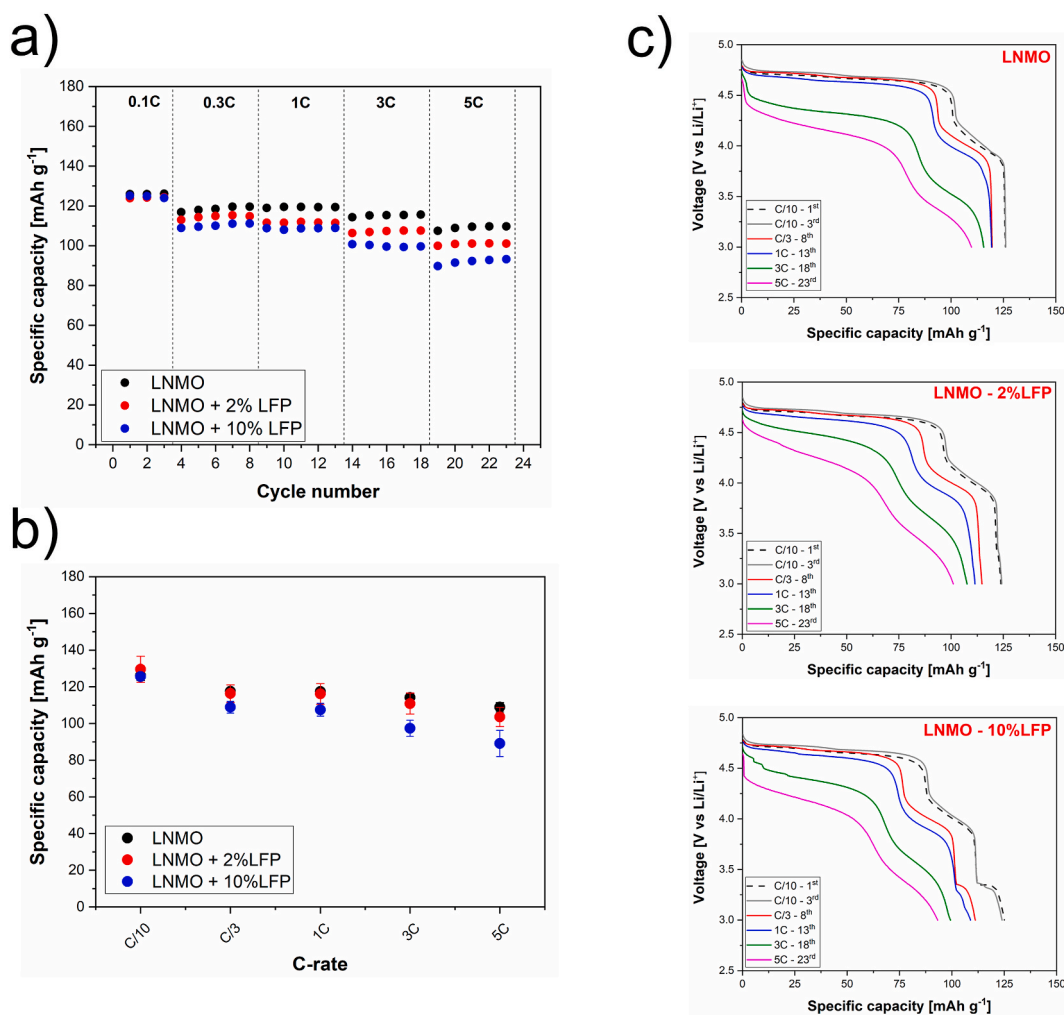 a)
180
160
140
120
100
80
60
40
20
0
Specific capacity [mAh g⁻¹]
0.1C 0.3C 1C 3C 5C
LNMO
LNMO + 2% LFP
LNMO + 10% LFP
0 2 4 6 8 10 12 14 16 18 20 22 24
Cycle number
b)
180
160
140
120
100
80
60
40
20
0
Specific capacity [mAh g⁻¹]
LNMO
LNMO + 2%LFP
LNMO + 10%LFP
C/10 C/3 1C 3C 5C
C-rate
c)
LNMO
5.0
4.5
4.0
3.5
3.0
2.5
Voltage [V vs Li/Li⁺]
C/10 - 1ˢᵗ
C/10 - 3ʳᵈ
C/3 - 8ᵗʰ
1C - 13ᵗʰ
3C - 18ᵗʰ
5C - 23ʳᵈ
0 25 50 75 100 125 150
Specific capacity [mAh g⁻¹]
LNMO - 2%LFP
5.0
4.5
4.0
3.5
3.0
2.5
Voltage [V vs Li/Li⁺]
C/10 - 1ˢᵗ
C/10 - 3ʳᵈ
C/3 - 8ᵗʰ
1C - 13ᵗʰ
3C - 18ᵗʰ
5C - 23ʳᵈ
0 25 50 75 100 125 150
Specific capacity [mAh g⁻¹]
LNMO - 10%LFP
5.0
4.5
4.0
3.5
3.0
2.5
Voltage [V vs Li/Li⁺]
C/10 - 1ˢᵗ
C/10 - 3ʳᵈ
C/3 - 8ᵗʰ
1C - 13ᵗʰ
3C - 18ᵗʰ
5C - 23ʳᵈ
0 25 50 75 100 125 150
Specific capacity [mAh g⁻¹]